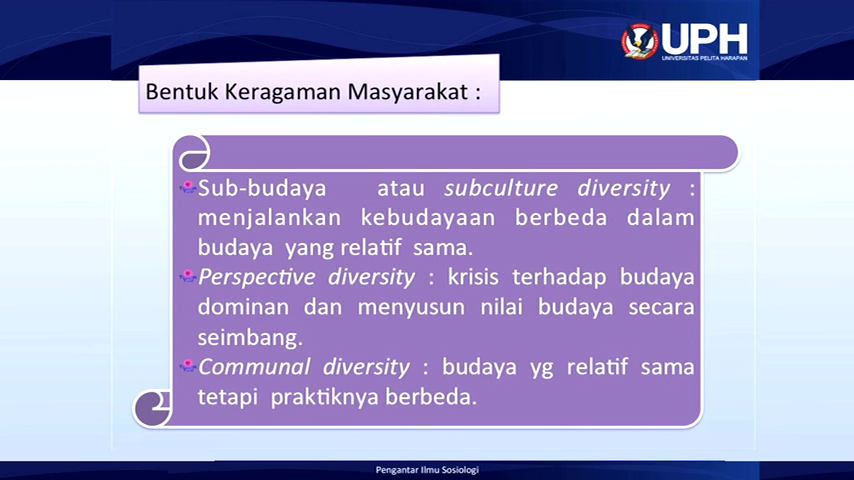 UPH
UNIVERSITAS PELITA HARAPAN
Bentuk Keragaman Masyarakat :
Sub-budaya atau subculture diversity :
menjalankan kebudayaan berbeda dalam
budaya yang relatif sama.
Perspective diversity : krisis terhadap budaya
dominan dan menyusun nilai budaya secara
seimbang.
Communal diversity : budaya yg relatif sama
tetapi praktiknya berbeda.
Pengantar Ilmu Sosiologi